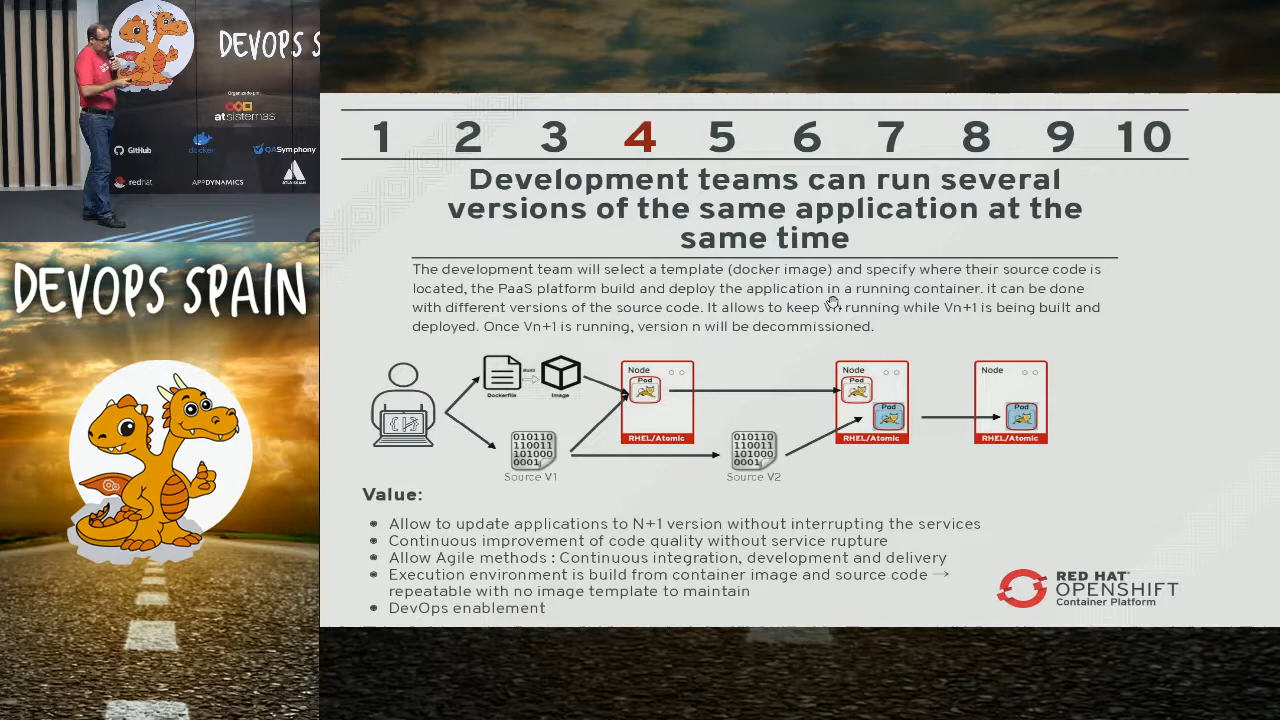 DEVOPS S
Organizado por:
atsistemas
GitHub
docker
QASymphony
redhat
APPDYNAMICS
ATLASSIAN
DEVOPS SPAIN
1 2 3 4 5 6 7 8 9 10
Development teams can run several
versions of the same application at the
same time
The development team will select a template (docker image) and specify where their source code is
located, the PaaS platform build and deploy the application in a running container. it can be done
with different versions of the source code. It allows to keep Vn running while Vn+1 is being built and
deployed. Once Vn+1 is running, version n will be decommissioned.
Dockerfile
Build
Image
Node
Pod
RHEL/Atomic
Node
Pod
Pod
RHEL/Atomic
Node
Pod
RHEL/Atomic
010110
110011
101000
0001
Source V1
010110
110011
101000
0001
Source V2
Value:
Allow to update applications to N+1 version without interrupting the services
Continuous improvement of code quality without service rupture
Allow Agile methods : Continuous integration, development and delivery
Execution environment is build from container image and source code →
repeatable with no image template to maintain
DevOps enablement
RED HAT®
OPENSHIFT
Container Platform